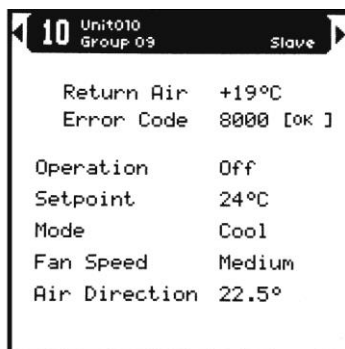 10 Unit010
Group 09 Slave
Return Air +19°C
Error Code 8000 [OK ]
Operation Off
Setpoint 24°C
Mode Cool
Fan Speed Medium
Air Direction 22.5°